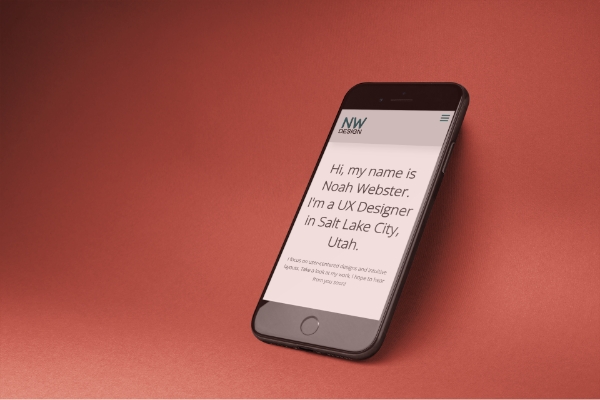 NW
DESIGN
Hi, my name is
Noah Webster.
I'm a UX Designer
in Salt Lake City,
Utah.
I focus on user-centered designs and intuitive
layouts. Take a look at my work, I hope to hear
from you soon!